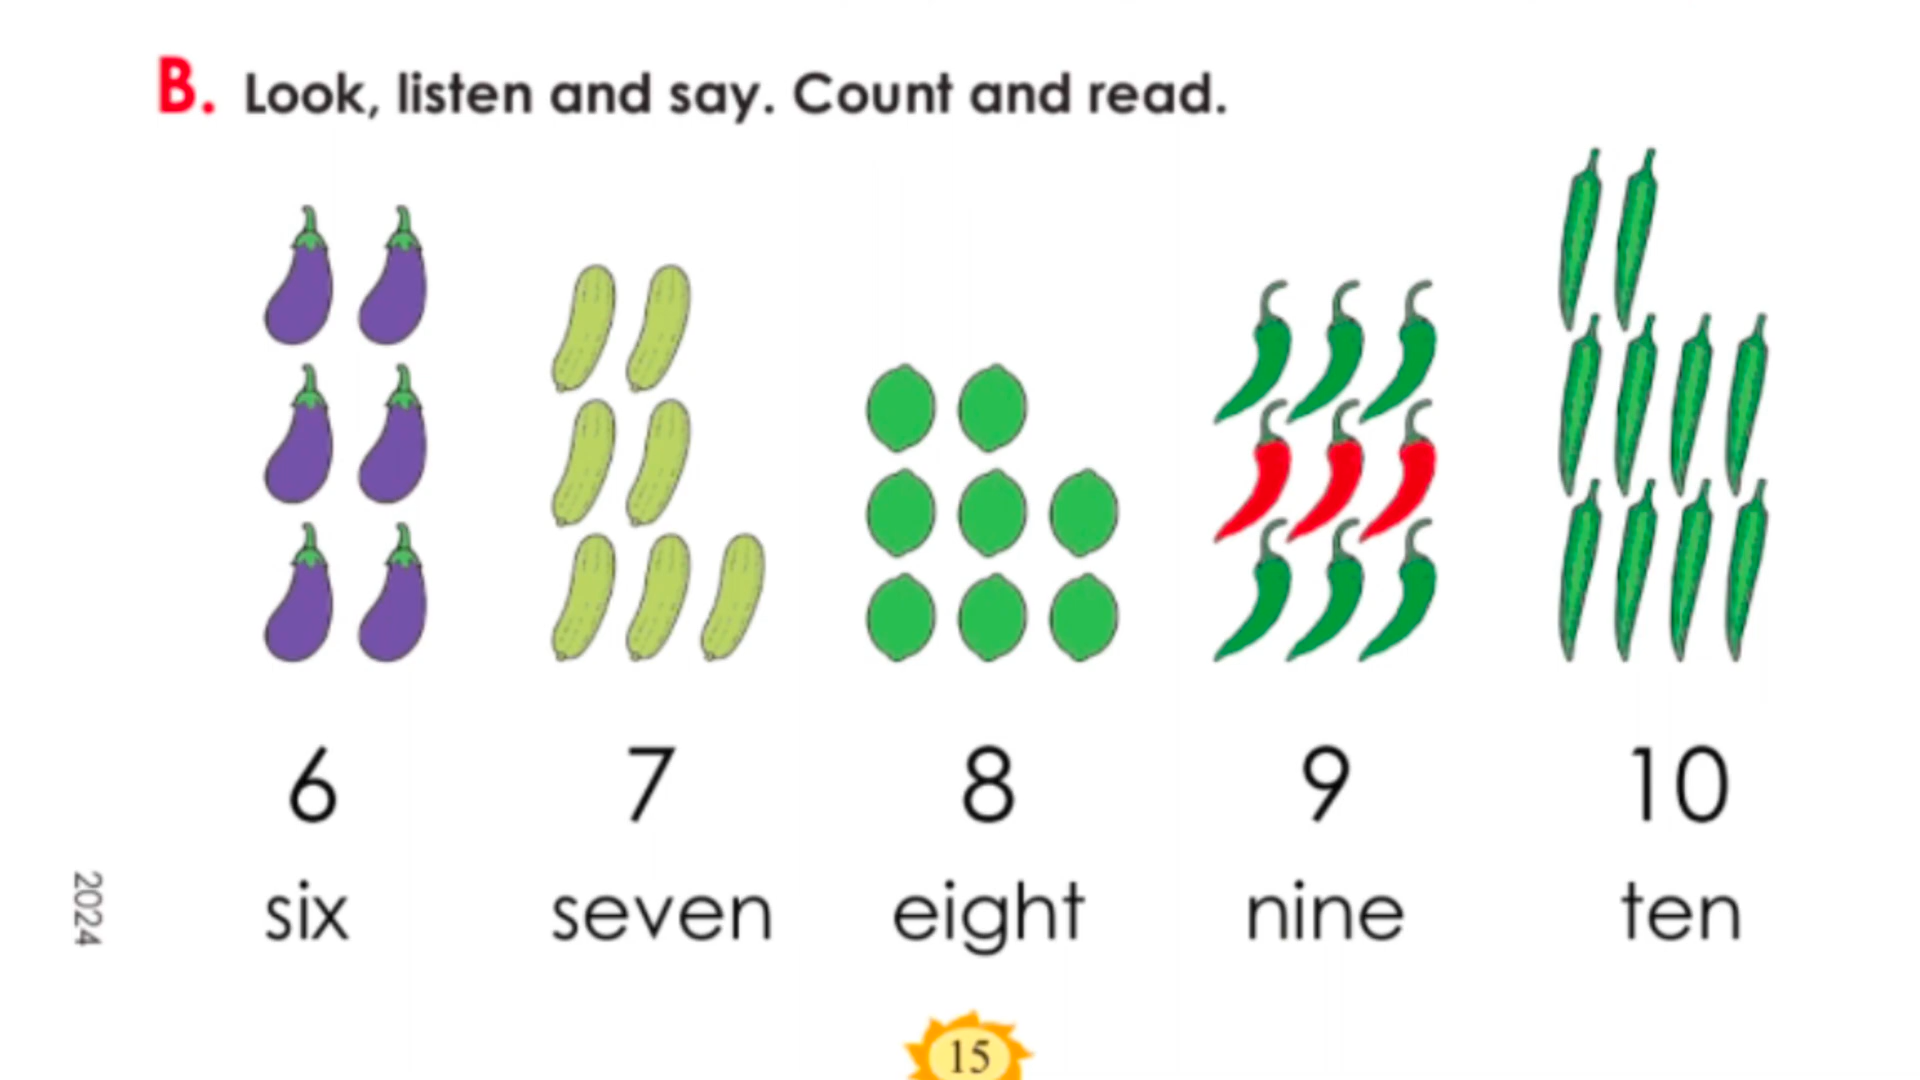 B. Look, listen and say. Count and read.
6 7 8 9 10
six seven eight nine ten
2024
15